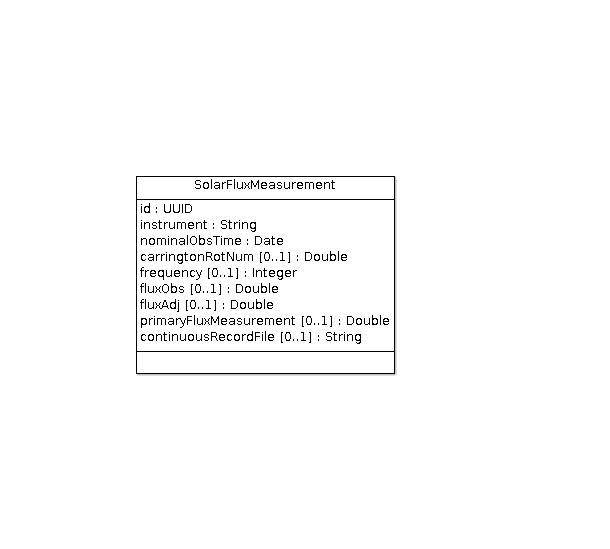 SolarFluxMeasurement
id : UUID
instrument : String
nominalObsTime : Date
carringtonRotNum [0..1] : Double
frequency [0..1] : Integer
fluxObs [0..1] : Double
fluxAdj [0..1] : Double
primaryFluxMeasurement [0..1] : Double
continuousRecordFile [0..1] : String